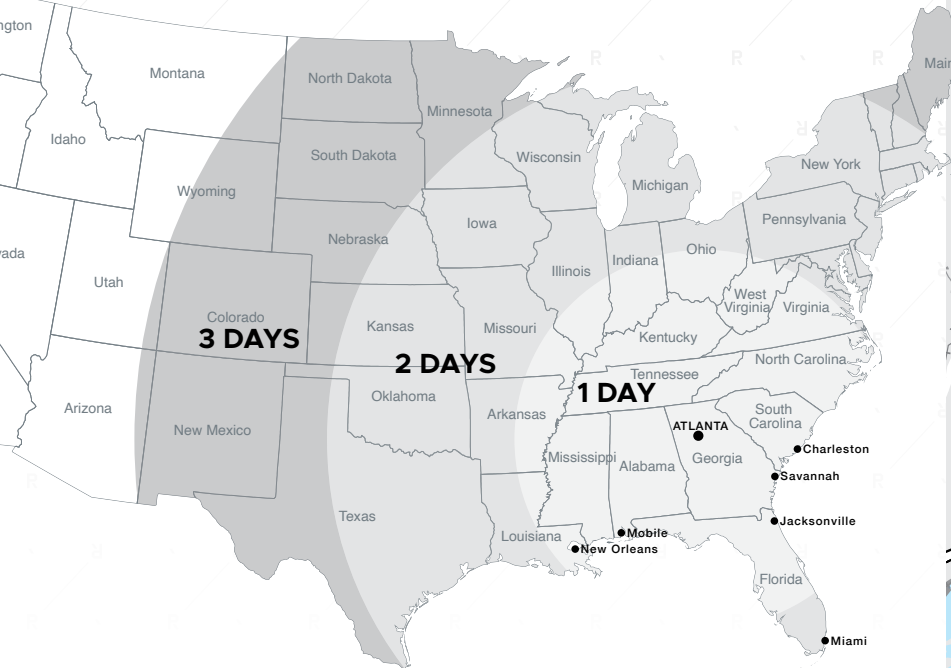 ngton
Montana
North Dakota
Minnesota
Idaho
South Dakota
Wisconsin
Wyoming
Michigan
New York
Iowa
Pennsylvania
Nebraska
vada
Utah
Illinois
Indiana
Ohio
Colorado
Kansas
Missouri
Kentucky
West
Virginia
Virginia
3 DAYS
2 DAYS
1 DAY
Tennessee
North Carolina
Arizona
New Mexico
Oklahoma
Arkansas
South
Carolina
ATLANTA
Mississippi
Alabama
Georgia
Charleston
Savannah
Texas
Louisiana
Mobile
New Orleans
Jacksonville
Florida
Miami
Mai